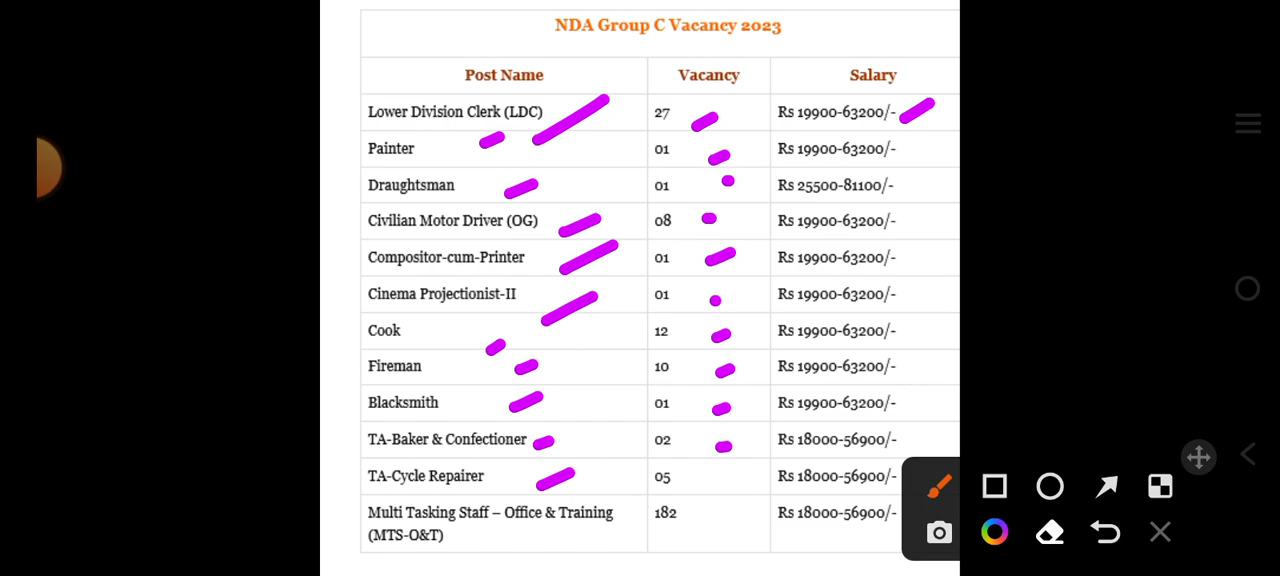 NDA Group C Vacancy 2023
Post Name Vacancy Salary
Lower Division Clerk (LDC) 27 Rs 19900-63200/-
Painter 01 Rs 19900-63200/-
Draughtsman 01 Rs 25500-81100/-
Civilian Motor Driver (OG) 08 Rs 19900-63200/-
Compositor-cum-Printer 01 Rs 19900-63200/-
Cinema Projectionist-II 01 Rs 19900-63200/-
Cook 12 Rs 19900-63200/-
Fireman 10 Rs 19900-63200/-
Blacksmith 01 Rs 19900-63200/-
TA-Baker & Confectioner 02 Rs 18000-56900/-
TA-Cycle Repairer 05 Rs 18000-56900/-
Multi Tasking Staff – Office & Training 182 Rs 18000-56900/-
(MTS-O&T)